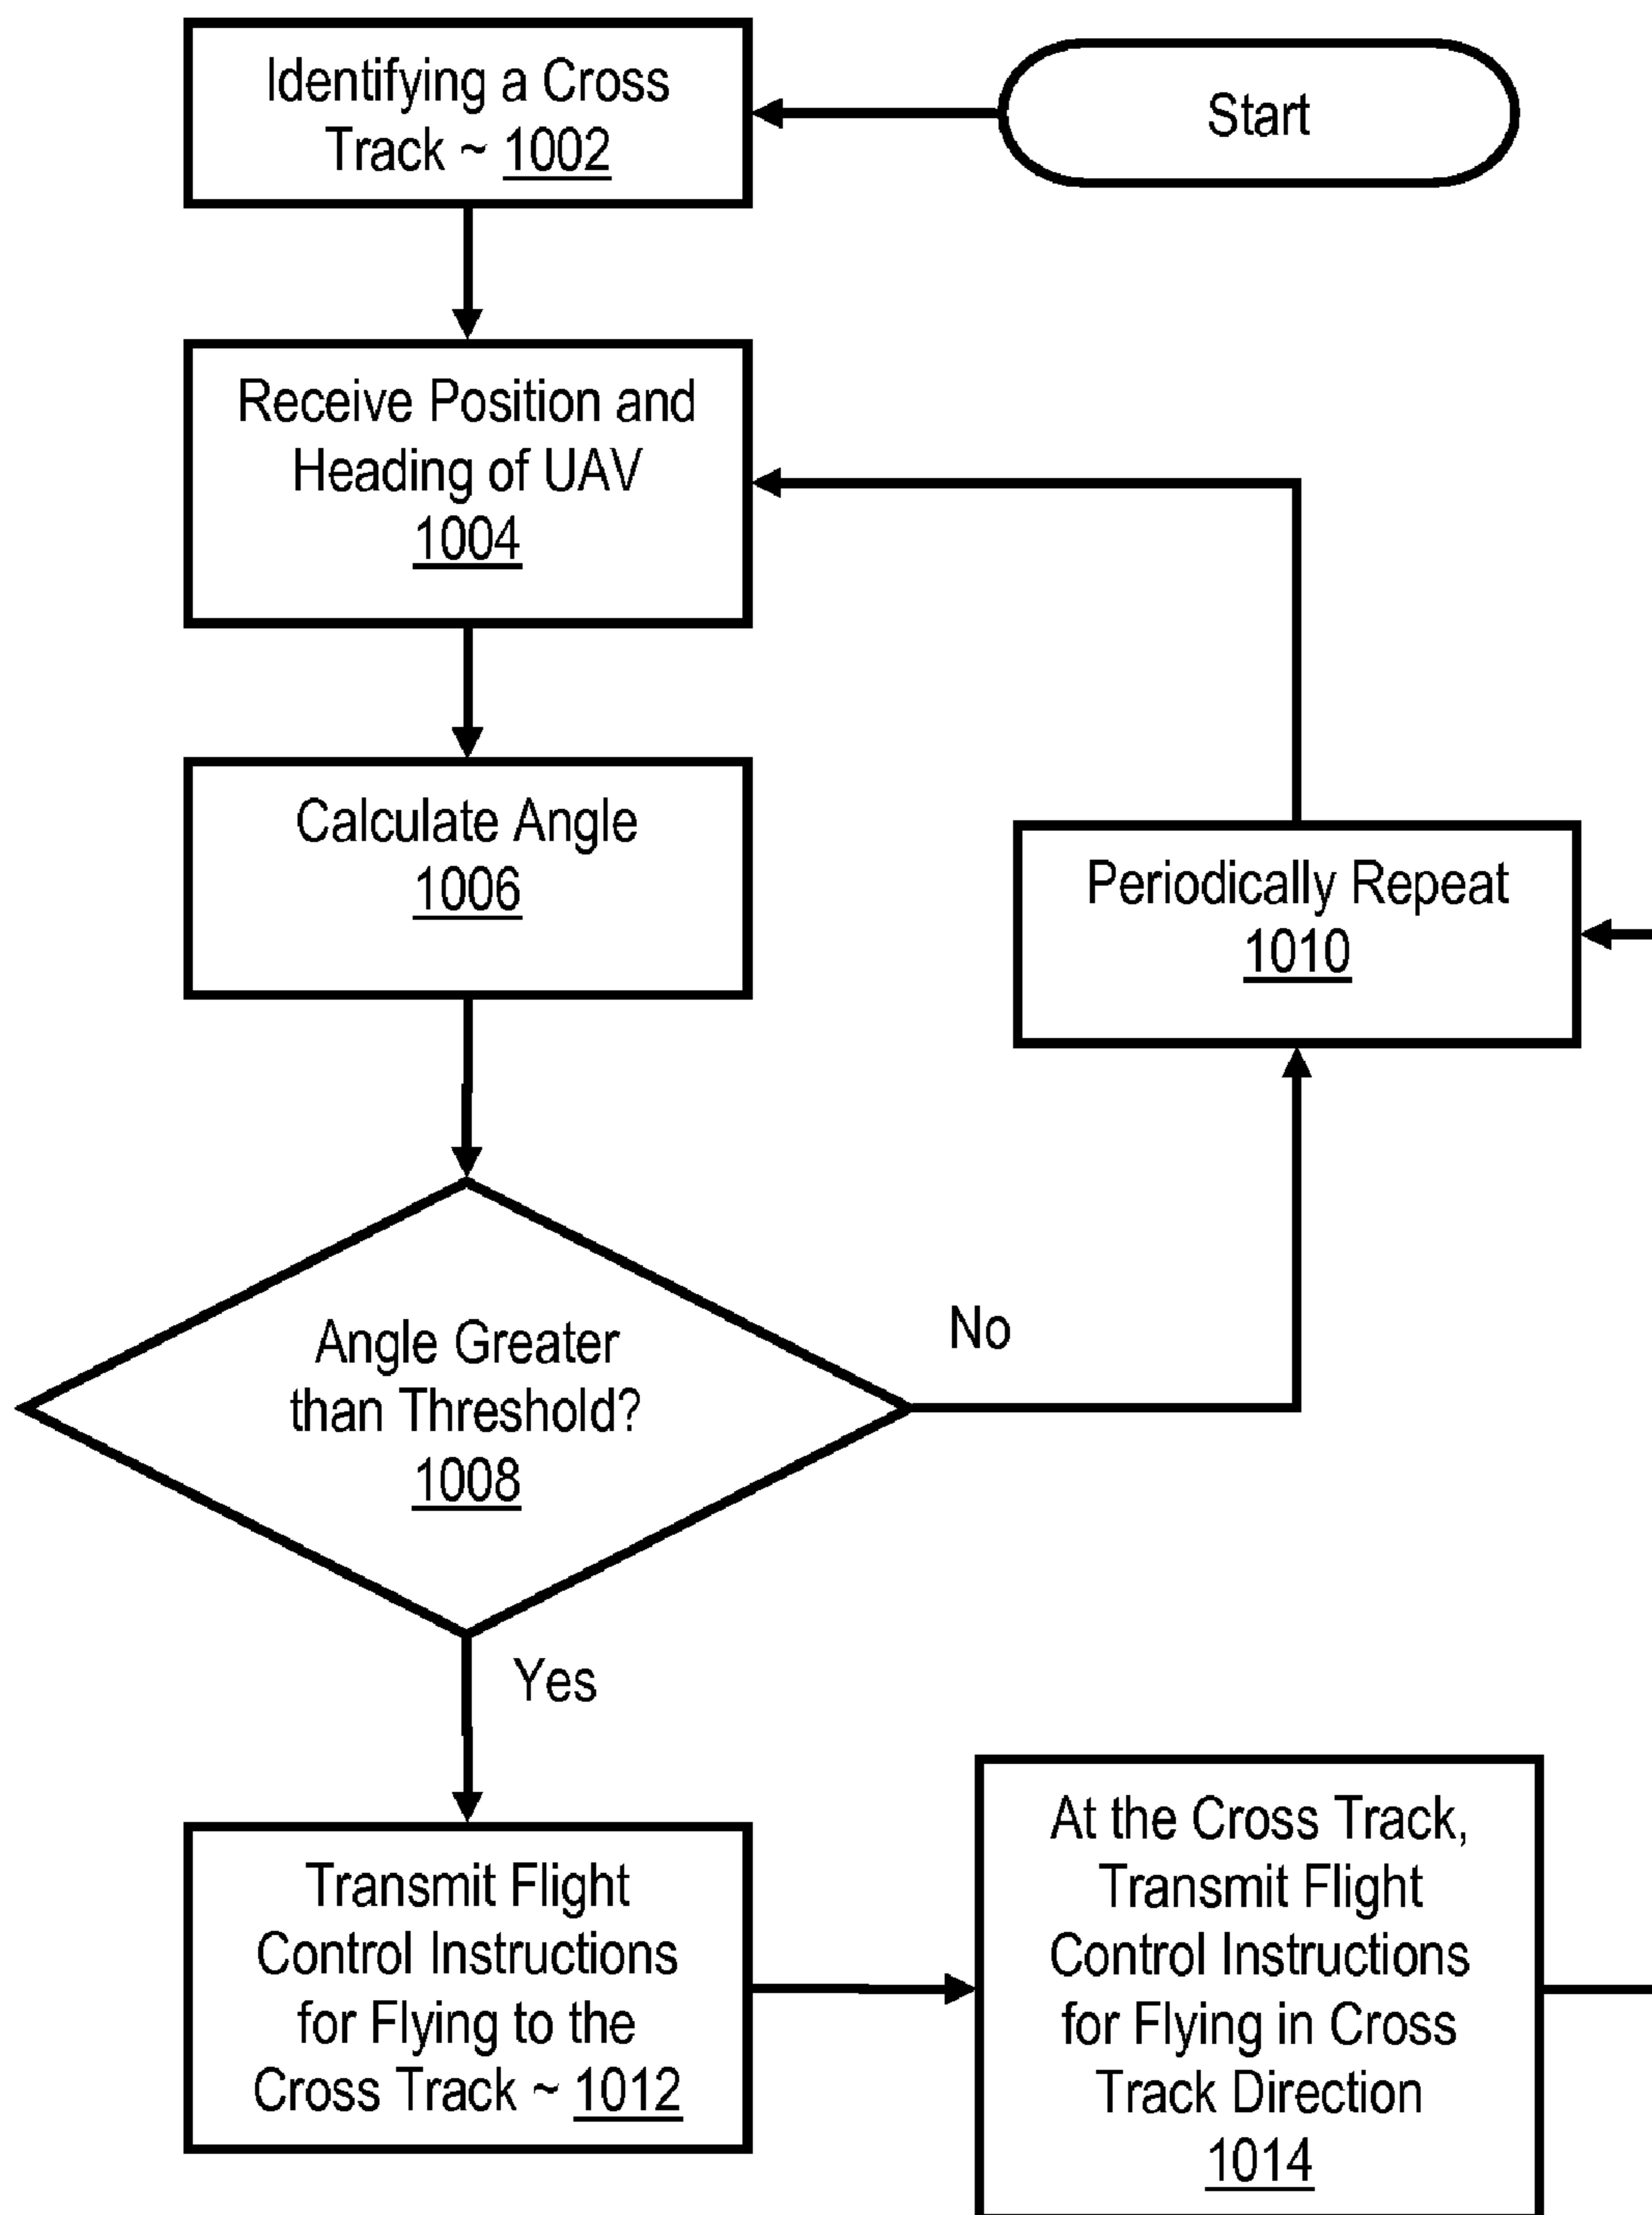 Start
Identifying a Cross
Track ~ 1002
Receive Position and
Heading of UAV
1004
Calculate Angle
1006
Periodically Repeat
1010
Angle Greater
than Threshold?
1008
No
Yes
Transmit Flight
Control Instructions
for Flying to the
Cross Track ~ 1012
At the Cross Track,
Transmit Flight
Control Instructions
for Flying in Cross
Track Direction
1014